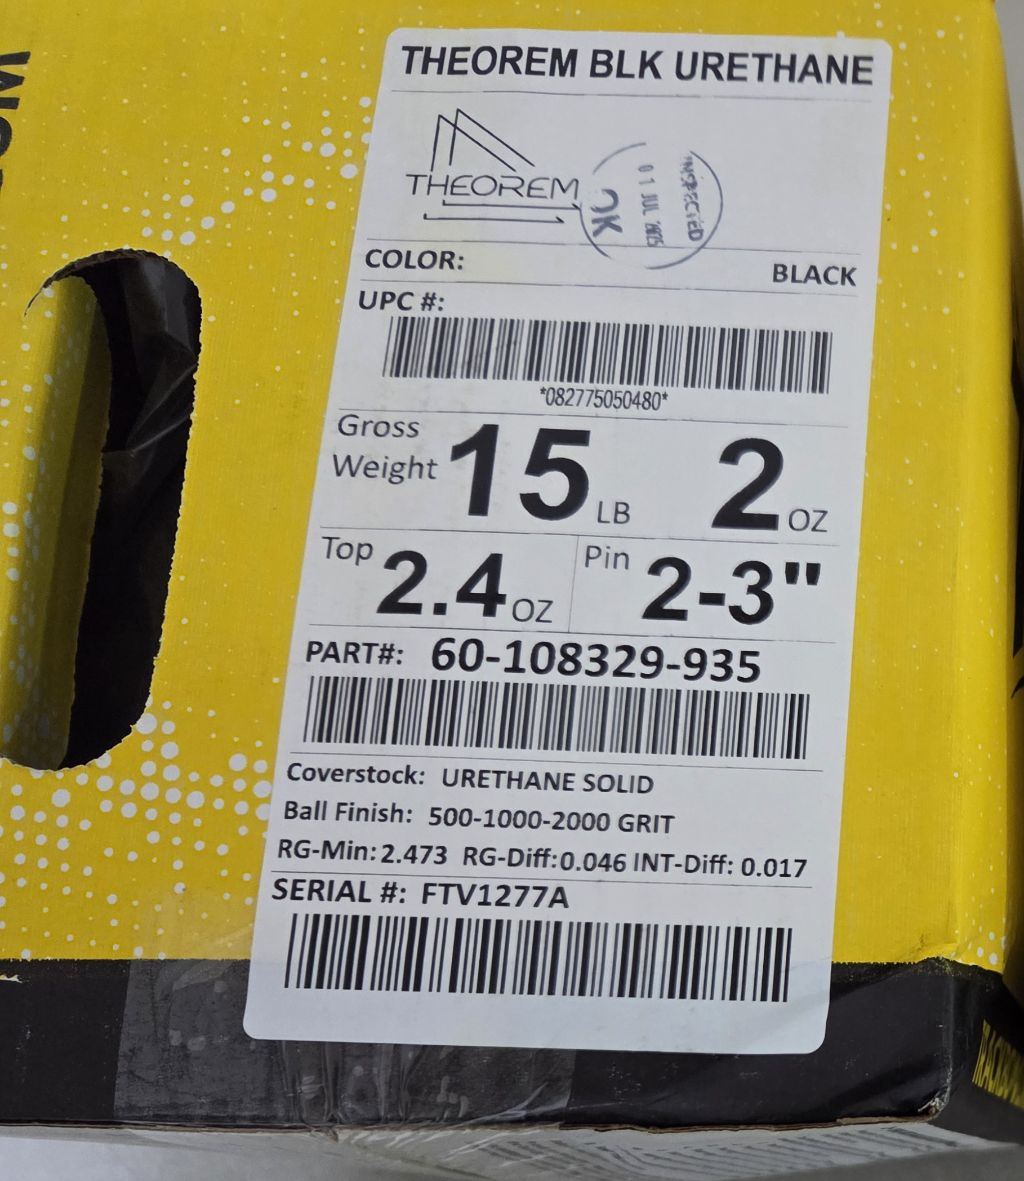 THEOREM BLK URETHANE
THEOREM
INSPECTED
01 JUL 2025
OK
COLOR: BLACK
UPC #:
*082775050480*
Gross Weight 15 LB 2 OZ
Top 2.4 OZ Pin 2-3"
PART#: 60-108329-935
Coverstock: URETHANE SOLID
Ball Finish: 500-1000-2000 GRIT
RG-Min: 2.473 RG-Diff: 0.046 INT-Diff: 0.017
SERIAL #: FTV1277A